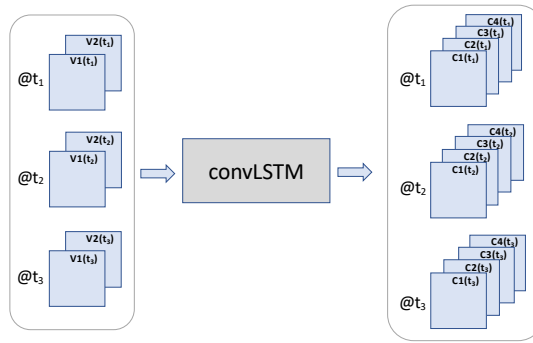 V2(t₁)
V1(t₁)
@t₁
V2(t₂)
V1(t₂)
@t₂
V2(t₃)
V1(t₃)
@t₃
convLSTM
C4(t₁)
C3(t₁)
C2(t₁)
C1(t₁)
@t₁
C4(t₂)
C3(t₂)
C2(t₂)
C1(t₂)
@t₂
C4(t₃)
C3(t₃)
C2(t₃)
C1(t₃)
@t₃